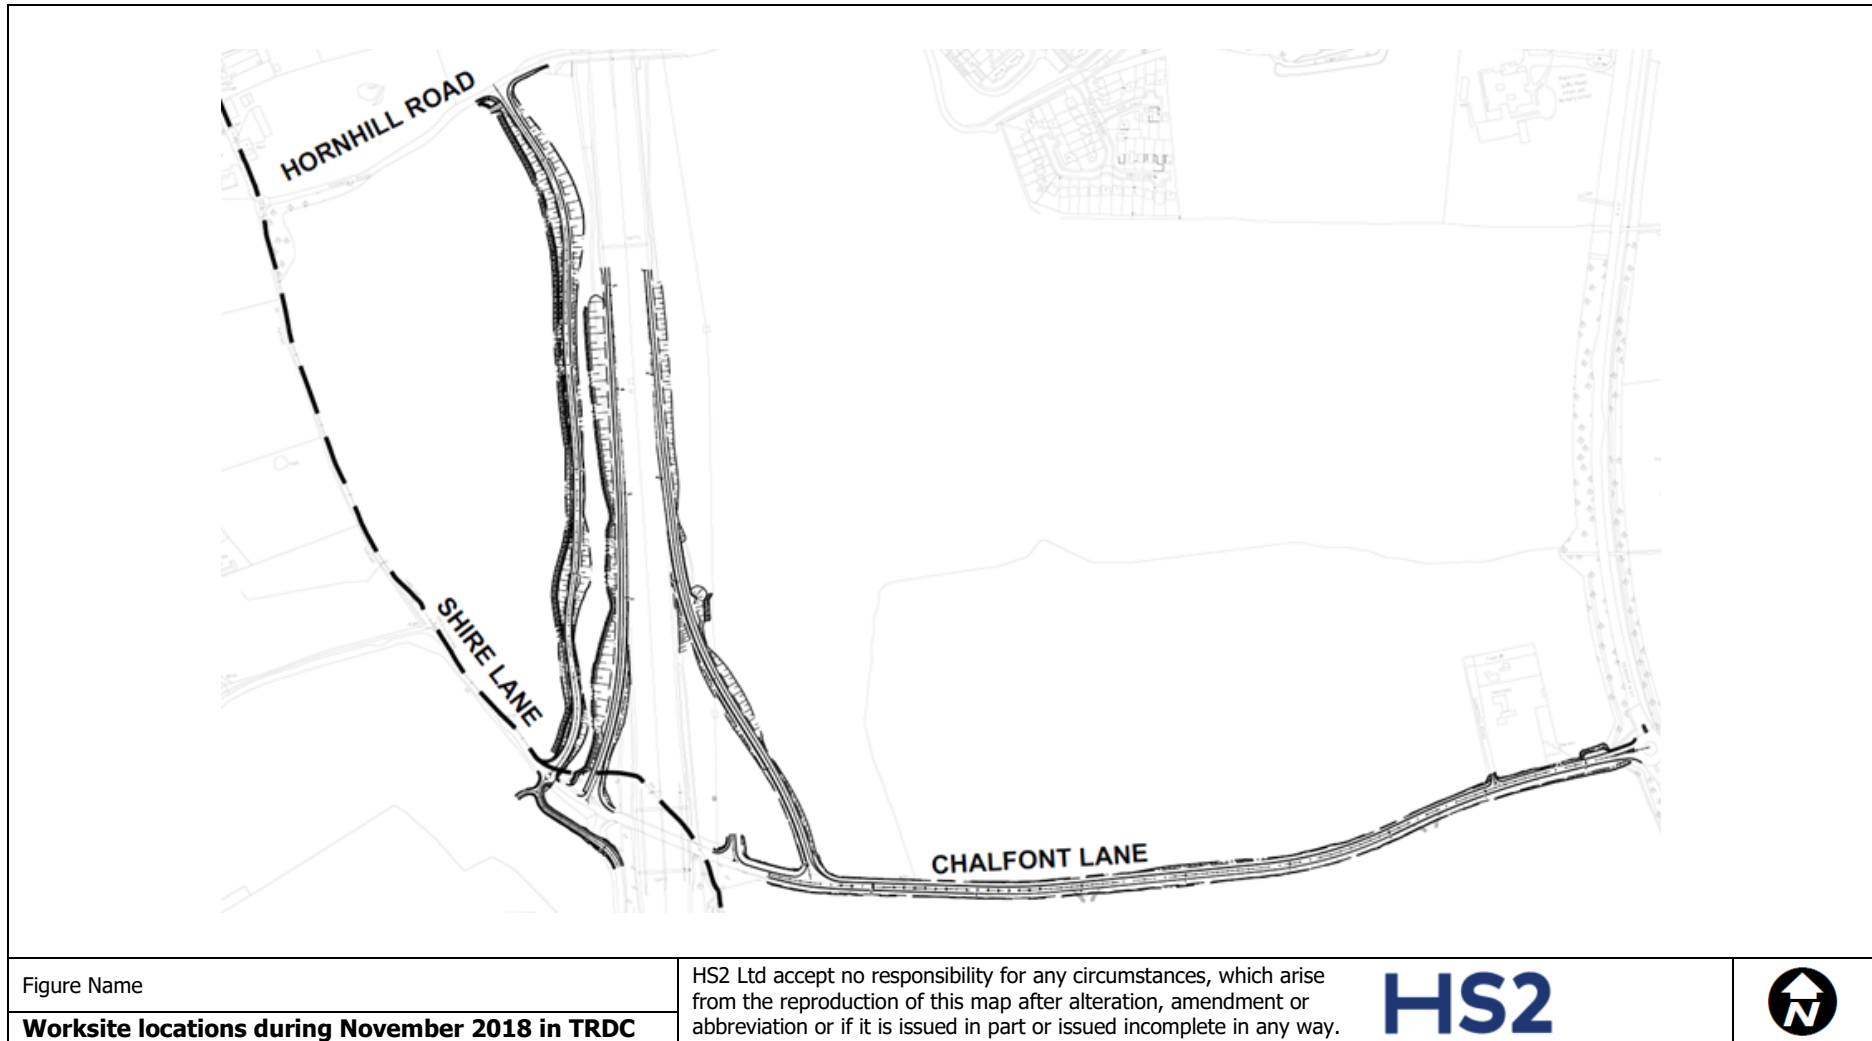 HORNHILL ROAD
SHIRE LANE
CHALFONT LANE
Figure Name
Worksite locations during November 2018 in TRDC
HS2 Ltd accept no responsibility for any circumstances, which arise
from the reproduction of this map after alteration, amendment or
abbreviation or if it is issued in part or issued incomplete in any way.
HS2
N